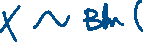 X ~ Bin (